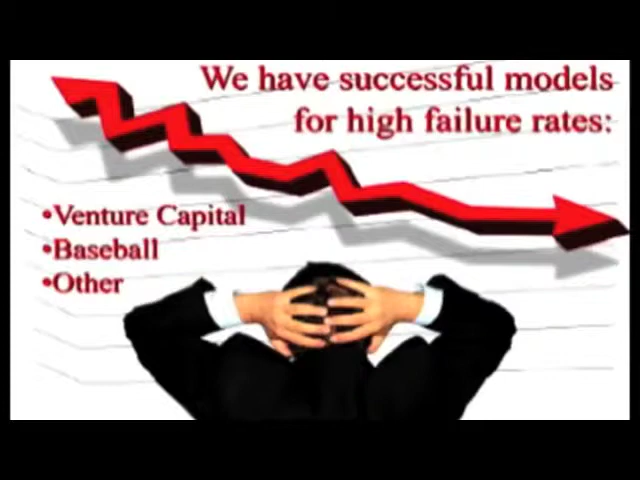 We have successful models
for high failure rates:
•Venture Capital
•Baseball
•Other